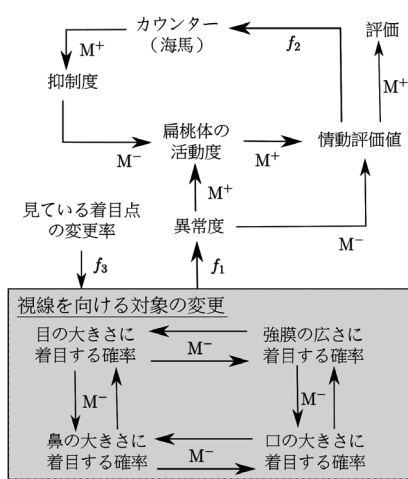 カウンター
（海馬）
評価
M⁺
f₂
抑制度
M⁺
扁桃体の
活動度
情動評価値
M⁻
M⁺
M⁺
見ている着目点
の変更率
異常度
M⁻
f₃
f₁
視線を向ける対象の変更
目の大きさに
着目する確率
強膜の広さに
着目する確率
M⁻
M⁻
M⁻
鼻の大きさに
着目する確率
口の大きさに
着目する確率
M⁻